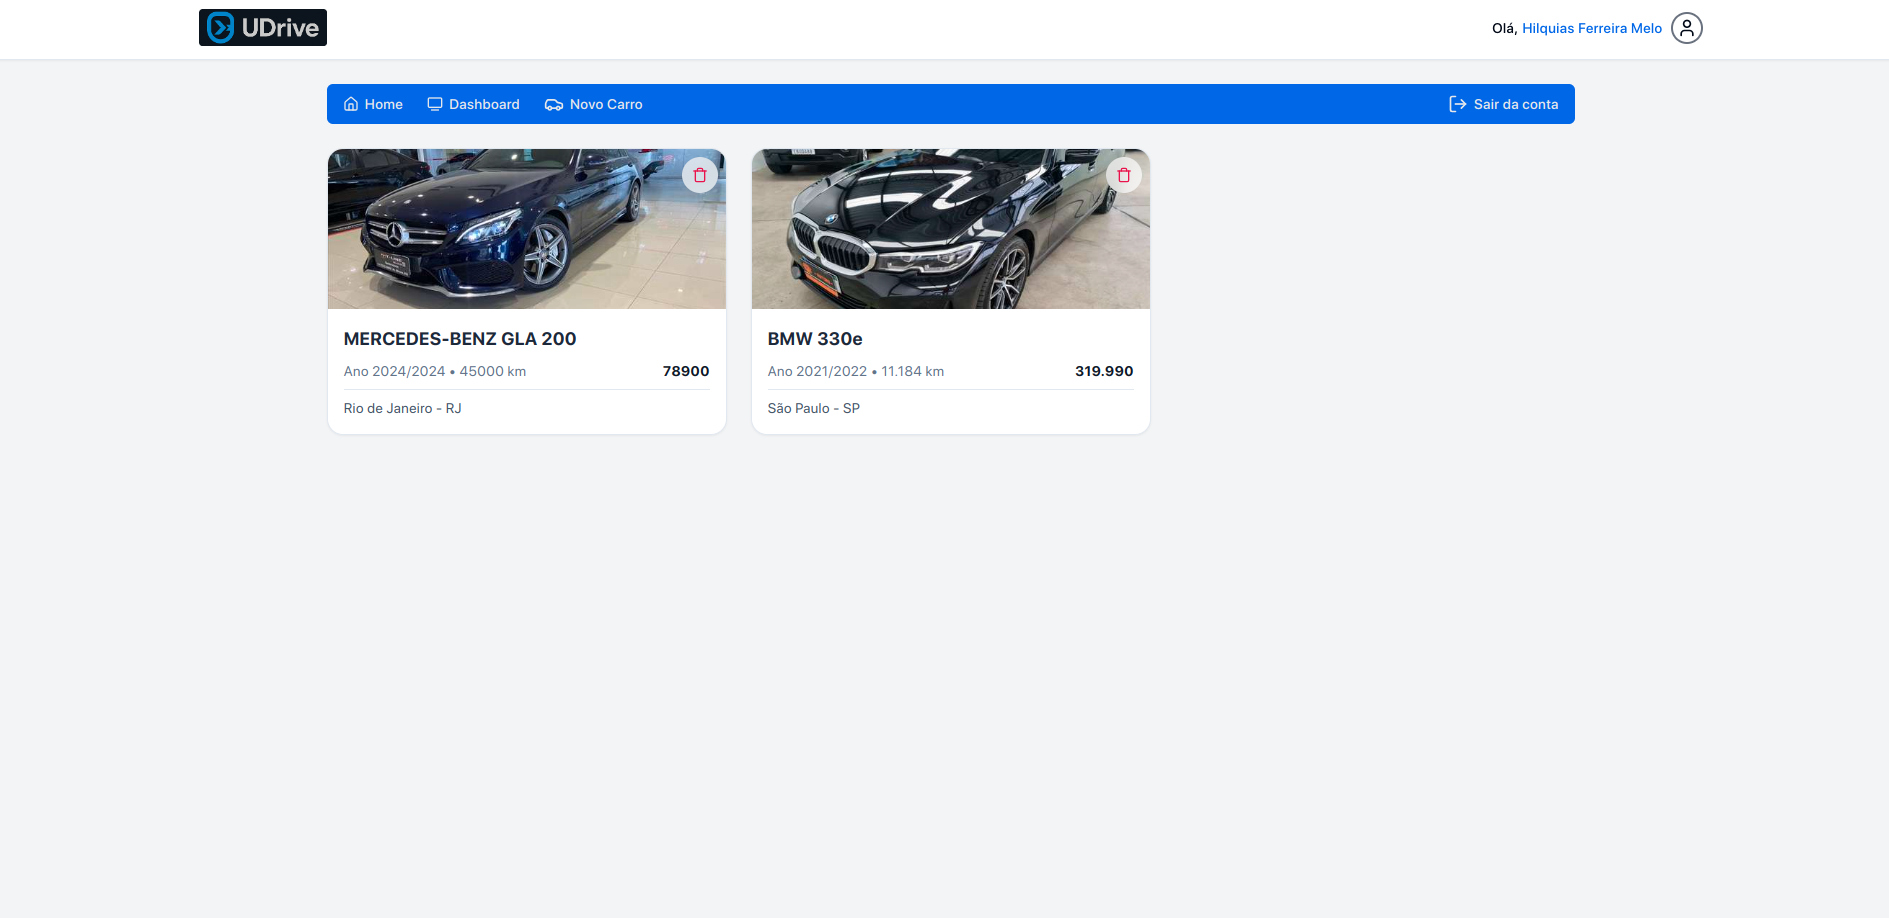 UDrive
Olá, Hilquias Ferreira Melo
Home
Dashboard
Novo Carro
Sair da conta
MERCEDES-BENZ GLA 200
Ano 2024/2024 • 45000 km
78900
Rio de Janeiro - RJ
BMW 330e
Ano 2021/2022 • 11.184 km
319.990
São Paulo - SP